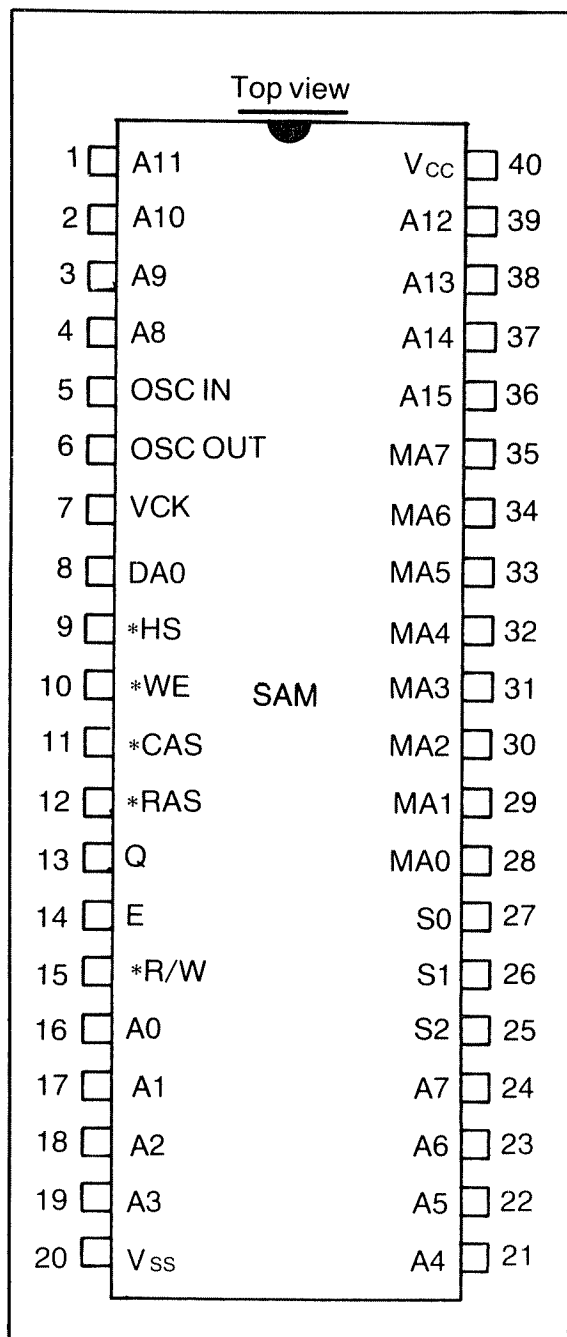 Top view
1 A11 VCC 40
2 A10 A12 39
3 A9 A13 38
4 A8 A14 37
5 OSC IN A15 36
6 OSC OUT MA7 35
7 VCK MA6 34
8 DA0 MA5 33
9 *HS MA4 32
10 *WE SAM MA3 31
11 *CAS MA2 30
12 *RAS MA1 29
13 Q MA0 28
14 E S0 27
15 *R/W S1 26
16 A0 S2 25
17 A1 A7 24
18 A2 A6 23
19 A3 A5 22
20 VSS A4 21